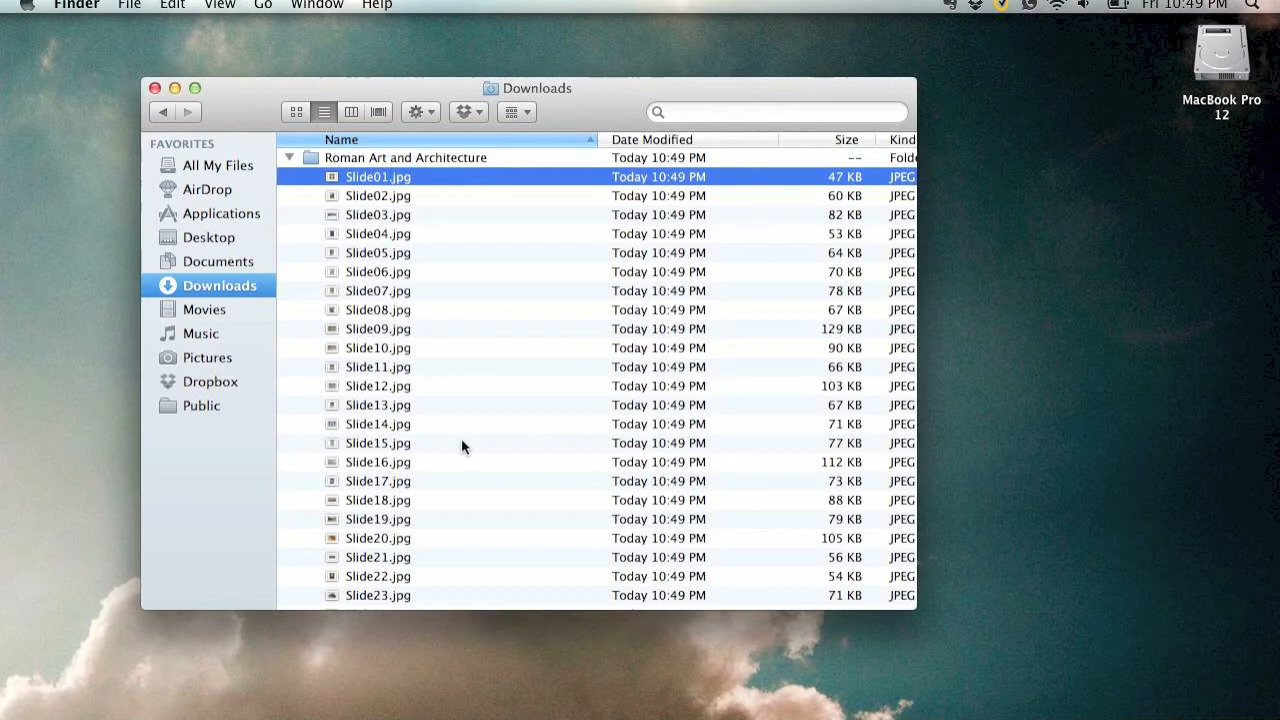 Finder File Edit View Go Window Help Fri 10:49 PM
MacBook Pro
12
Downloads
FAVORITES
All My Files
AirDrop
Applications
Desktop
Documents
Downloads
Movies
Music
Pictures
Dropbox
Public
Name Date Modified Size Kind
Roman Art and Architecture Today 10:49 PM -- Folde
Slide01.jpg Today 10:49 PM 47 KB JPEG
Slide02.jpg Today 10:49 PM 60 KB JPEG
Slide03.jpg Today 10:49 PM 82 KB JPEG
Slide04.jpg Today 10:49 PM 53 KB JPEG
Slide05.jpg Today 10:49 PM 64 KB JPEG
Slide06.jpg Today 10:49 PM 70 KB JPEG
Slide07.jpg Today 10:49 PM 78 KB JPEG
Slide08.jpg Today 10:49 PM 67 KB JPEG
Slide09.jpg Today 10:49 PM 129 KB JPEG
Slide10.jpg Today 10:49 PM 90 KB JPEG
Slide11.jpg Today 10:49 PM 66 KB JPEG
Slide12.jpg Today 10:49 PM 103 KB JPEG
Slide13.jpg Today 10:49 PM 67 KB JPEG
Slide14.jpg Today 10:49 PM 71 KB JPEG
Slide15.jpg Today 10:49 PM 77 KB JPEG
Slide16.jpg Today 10:49 PM 112 KB JPEG
Slide17.jpg Today 10:49 PM 73 KB JPEG
Slide18.jpg Today 10:49 PM 88 KB JPEG
Slide19.jpg Today 10:49 PM 79 KB JPEG
Slide20.jpg Today 10:49 PM 105 KB JPEG
Slide21.jpg Today 10:49 PM 56 KB JPEG
Slide22.jpg Today 10:49 PM 54 KB JPEG
Slide23.jpg Today 10:49 PM 71 KB JPEG